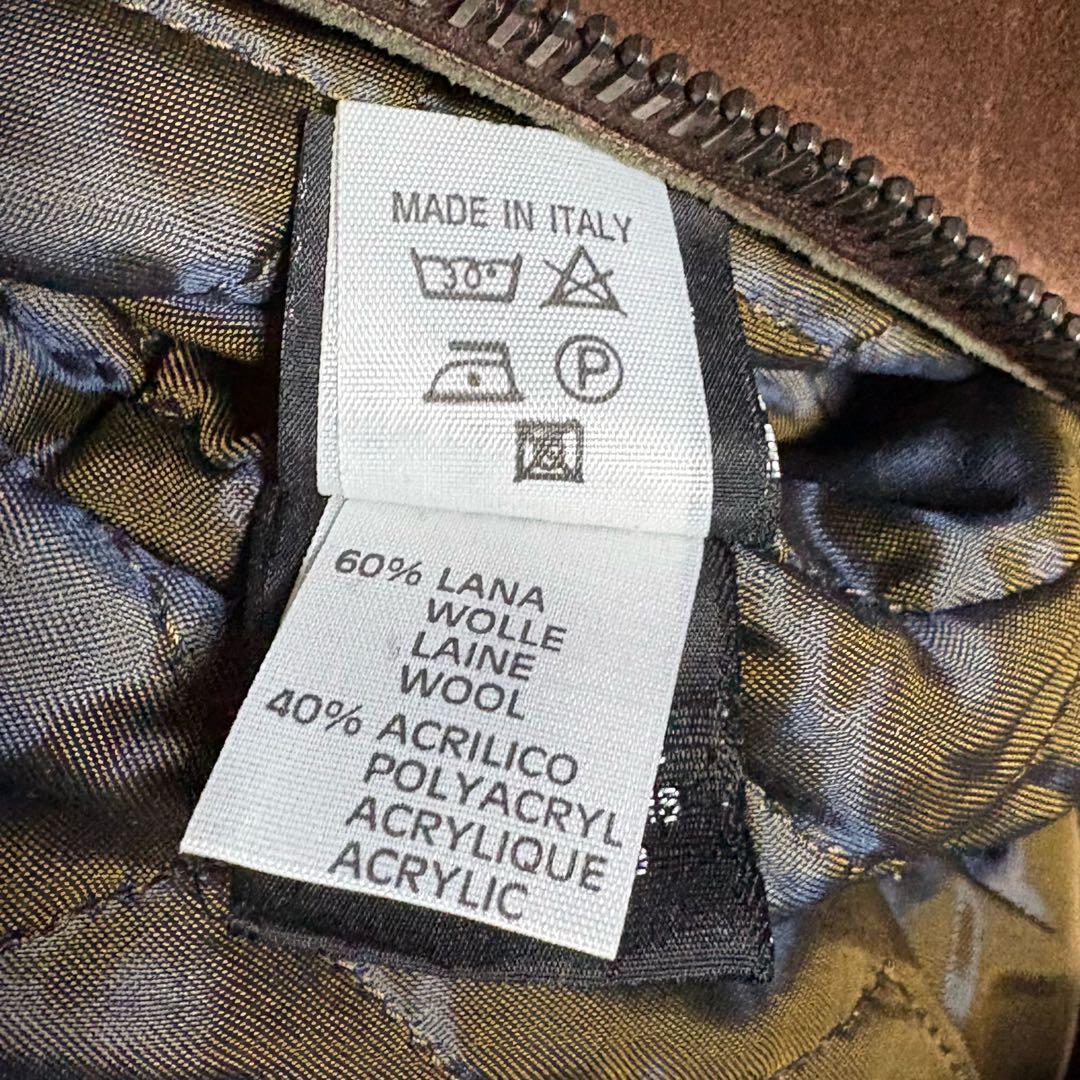 MADE IN ITALY
30°
P
60% LANA
WOLLE
LAINE
WOOL
40% ACRILICO
POLYACRYL
ACRYLIQUE
ACRYLIC